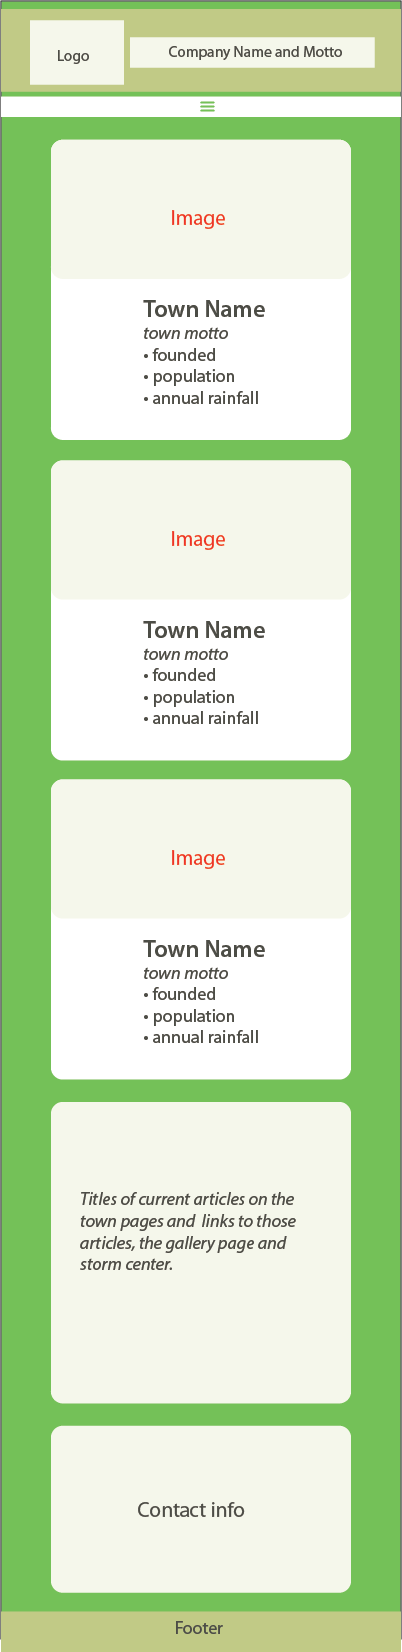 Logo
Company Name and Motto
Image
Town Name
town motto
• founded
• population
• annual rainfall
Image
Town Name
town motto
• founded
• population
• annual rainfall
Image
Town Name
town motto
• founded
• population
• annual rainfall
Titles of current articles on the
town pages and links to those
articles, the gallery page and
storm center.
Contact info
Footer